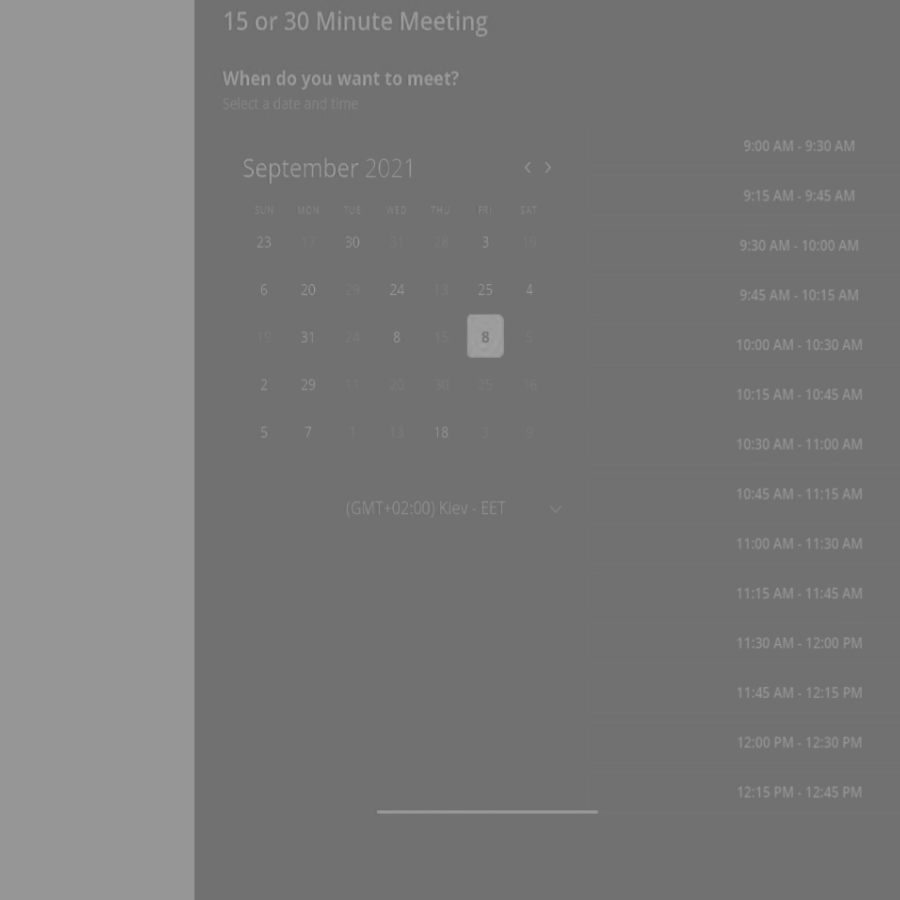 15 or 30 Minute Meeting
When do you want to meet?
Select a date and time
September 2021
SUN MON TUE WED THU FRI SAT
23 17 30 31 28 3 19
6 20 29 24 13 25 4
19 31 24 8 15 8 5
2 29 11 20 30 25 16
5 7 1 13 18 3 9
(GMT+02:00) Kiev - EET
9:00 AM - 9:30 AM
9:15 AM - 9:45 AM
9:30 AM - 10:00 AM
9:45 AM - 10:15 AM
10:00 AM - 10:30 AM
10:15 AM - 10:45 AM
10:30 AM - 11:00 AM
10:45 AM - 11:15 AM
11:00 AM - 11:30 AM
11:15 AM - 11:45 AM
11:30 AM - 12:00 PM
11:45 AM - 12:15 PM
12:00 PM - 12:30 PM
12:15 PM - 12:45 PM